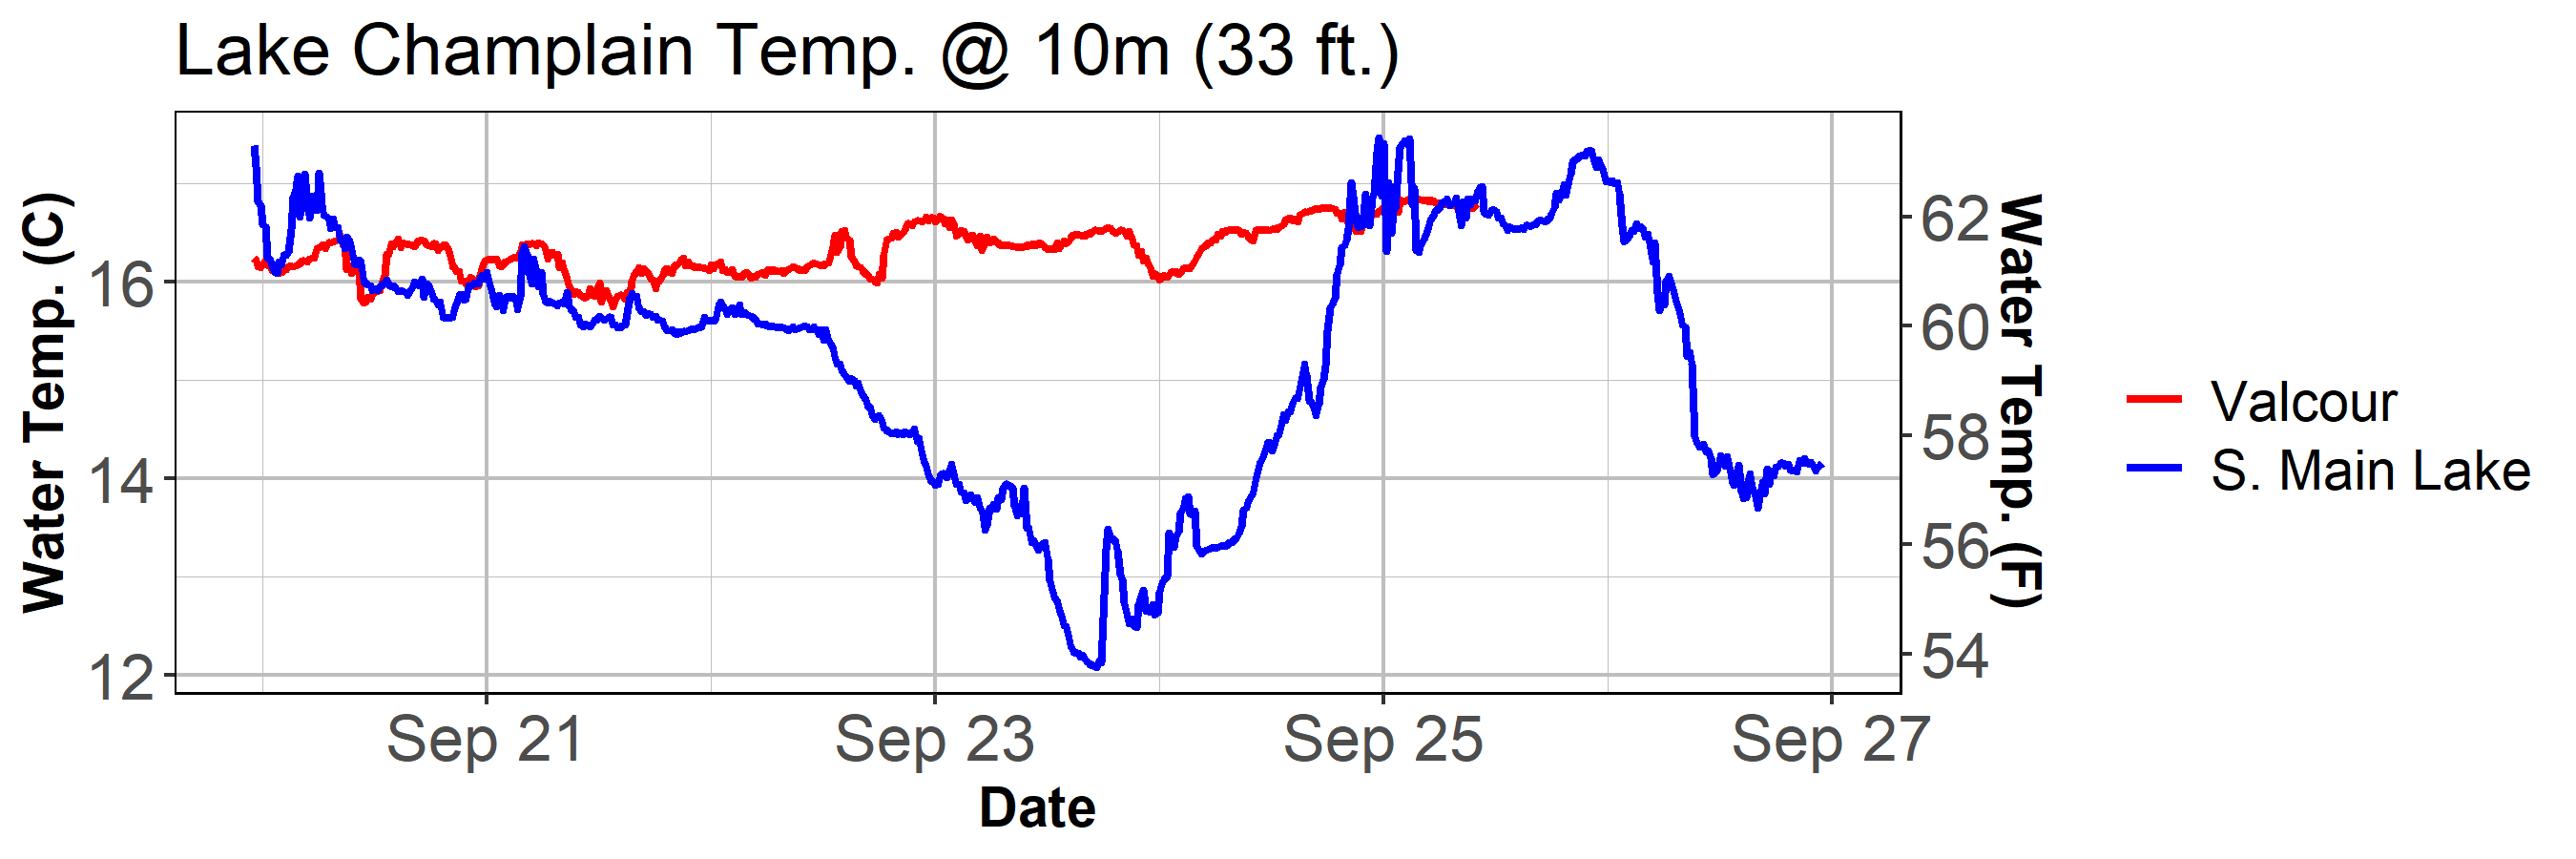 Lake Champlain Temp. @ 10m (33 ft.)
Water Temp. (C)
16
14
12
62
60
58
56
54
Water Temp. (F)
Sep 21
Sep 23
Sep 25
Sep 27
Date
Valcour
S. Main Lake